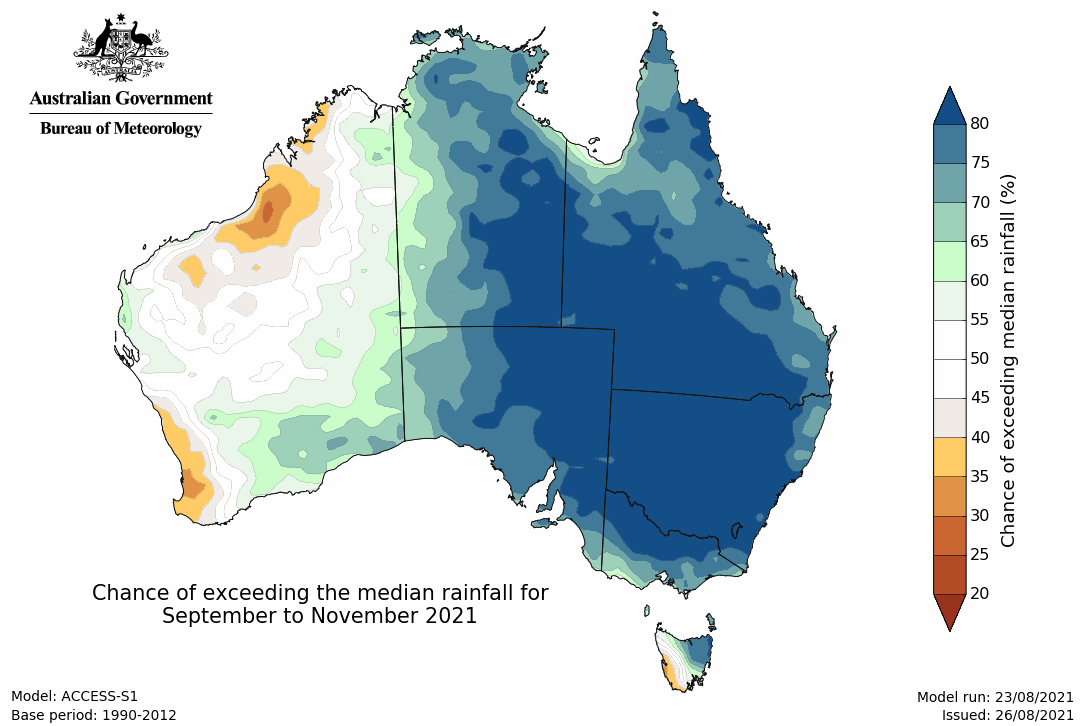 Australian Government
Bureau of Meteorology
80
75
70
65
60
55
50
45
40
35
30
25
20
Chance of exceeding median rainfall (%)
Chance of exceeding the median rainfall for
September to November 2021
Model: ACCESS-S1
Base period: 1990-2012
Model run: 23/08/2021
Issued: 26/08/2021